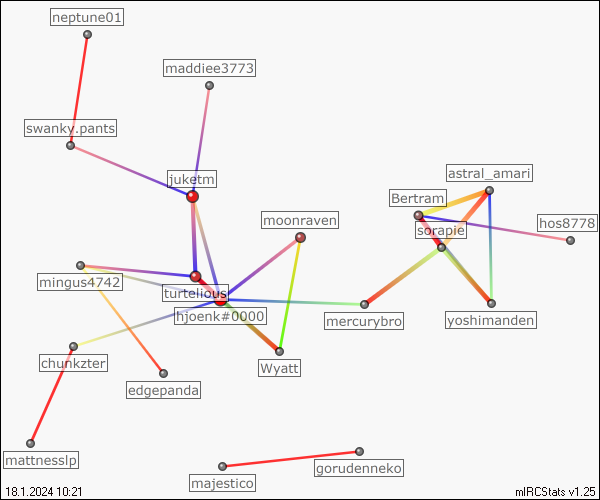 neptune01
maddiee3773
swanky.pants
juketm
astral_amari
Bertram
moonraven
hos8778
sorapie
mingus4742
turtelious
hjoenk#0000
mercurybro
yoshimanden
chunkzter
Wyatt
edgepanda
mattnesslp
gorudenneko
majestico
18.1.2024 10:21
mIRCStats v1.25